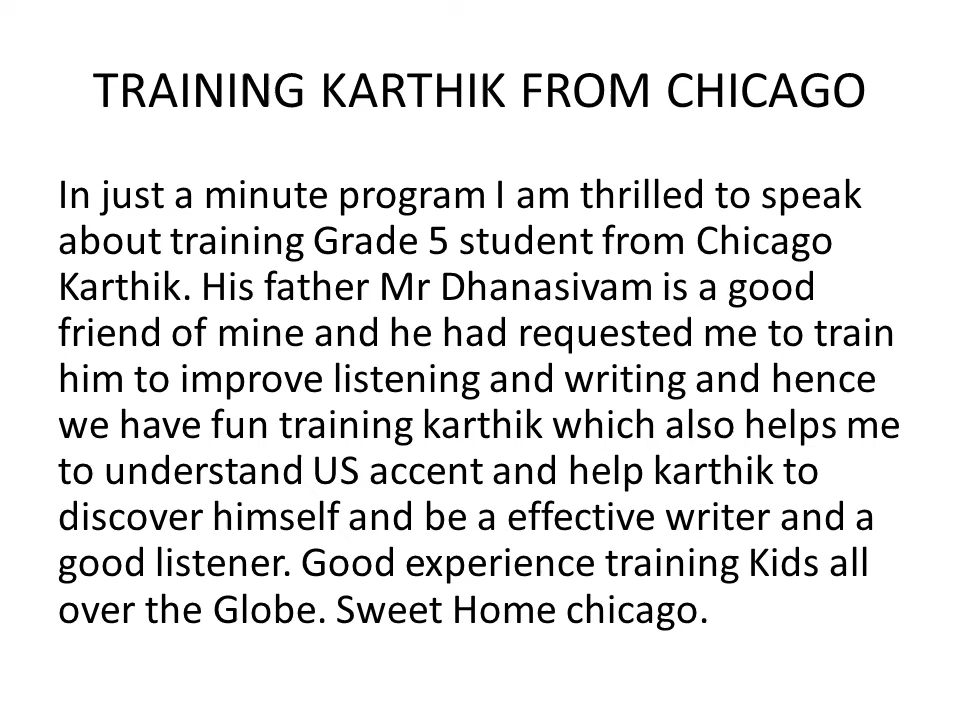 TRAINING KARTHIK FROM CHICAGO
In just a minute program I am thrilled to speak
about training Grade 5 student from Chicago
Karthik. His father Mr Dhanasivam is a good
friend of mine and he had requested me to train
him to improve listening and writing and hence
we have fun training karthik which also helps me
to understand US accent and help karthik to
discover himself and be a effective writer and a
good listener. Good experience training Kids all
over the Globe. Sweet Home chicago.